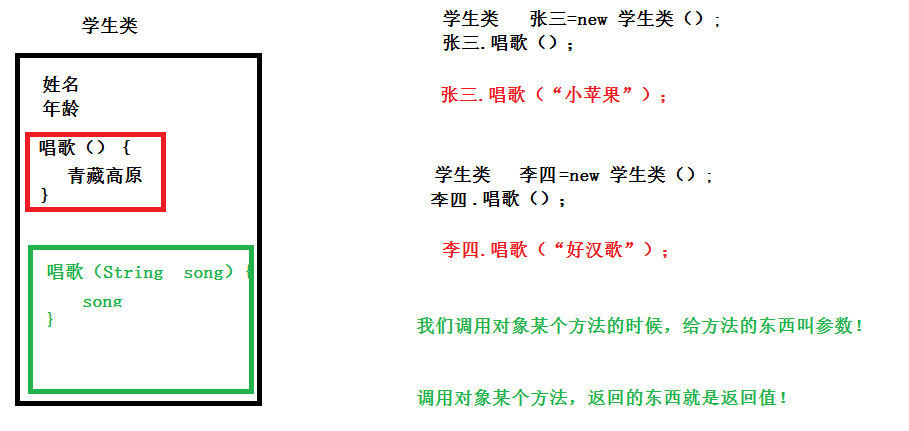 学生类
姓名
年龄
唱歌（）{
青藏高原
}
唱歌（String song）{
song
}
学生类 张三=new 学生类（）;
张三.唱歌（）；
张三.唱歌（“小苹果”）；
学生类 李四=new 学生类（）;
李四.唱歌（）；
李四.唱歌（“好汉歌”）；
我们调用对象某个方法的时候，给方法的东西叫参数！
调用对象某个方法，返回的东西就是返回值！